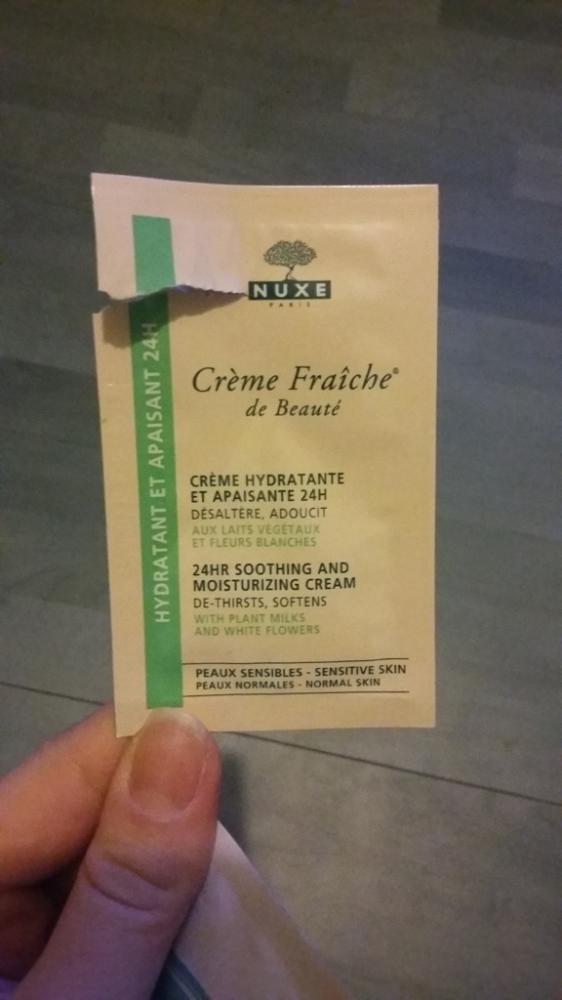 NUXE
PARIS
Crème Fraîche®
de Beauté
HYDRATANT ET APAISANT 24H
CRÈME HYDRATANTE
ET APAISANTE 24H
DÉSALTÈRE, ADOUCIT
AUX LAITS VÉGÉTAUX
ET FLEURS BLANCHES
24HR SOOTHING AND
MOISTURIZING CREAM
DE-THIRSTS, SOFTENS
WITH PLANT MILKS
AND WHITE FLOWERS
PEAUX SENSIBLES - SENSITIVE SKIN
PEAUX NORMALES - NORMAL SKIN